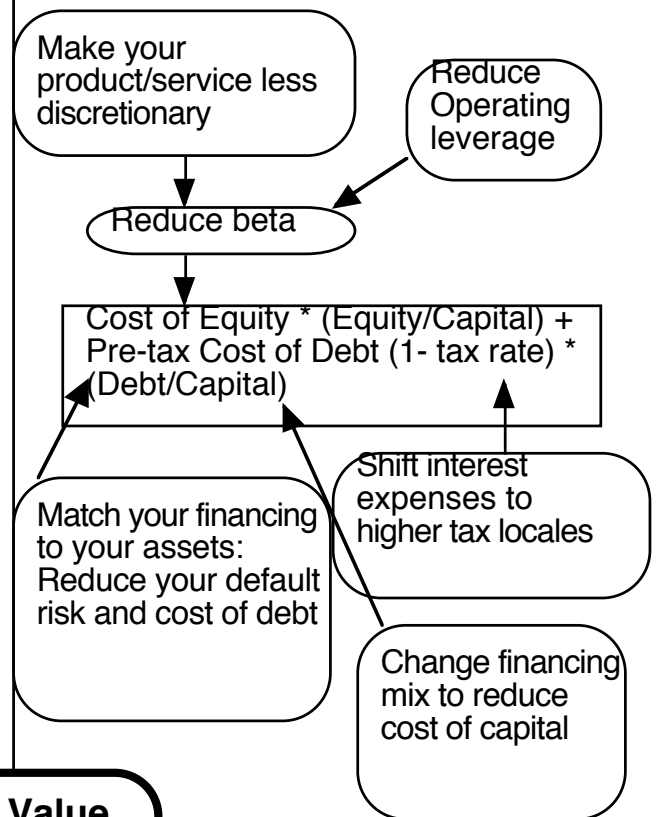 Make your
product/service less
discretionary
Reduce
Operating
leverage
Reduce beta
Cost of Equity * (Equity/Capital) +
Pre-tax Cost of Debt (1- tax rate) *
(Debt/Capital)
Shift interest
expenses to
higher tax locales
Match your financing
to your assets:
Reduce your default
risk and cost of debt
Change financing
mix to reduce
cost of capital
Value